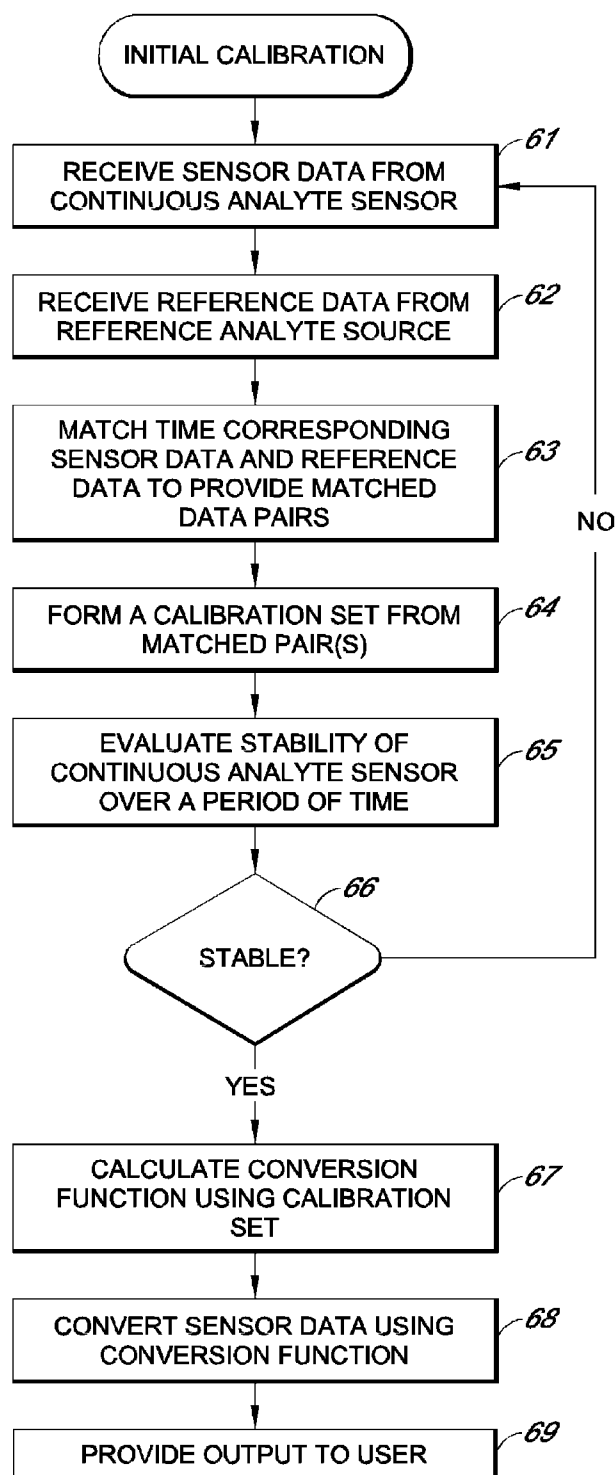 INITIAL CALIBRATION
61
RECEIVE SENSOR DATA FROM
CONTINUOUS ANALYTE SENSOR
62
RECEIVE REFERENCE DATA FROM
REFERENCE ANALYTE SOURCE
63
MATCH TIME CORRESPONDING
SENSOR DATA AND REFERENCE
DATA TO PROVIDE MATCHED
DATA PAIRS
NO
64
FORM A CALIBRATION SET FROM
MATCHED PAIR(S)
65
EVALUATE STABILITY OF
CONTINUOUS ANALYTE SENSOR
OVER A PERIOD OF TIME
66
STABLE?
YES
67
CALCULATE CONVERSION
FUNCTION USING CALIBRATION
SET
68
CONVERT SENSOR DATA USING
CONVERSION FUNCTION
69
PROVIDE OUTPUT TO USER